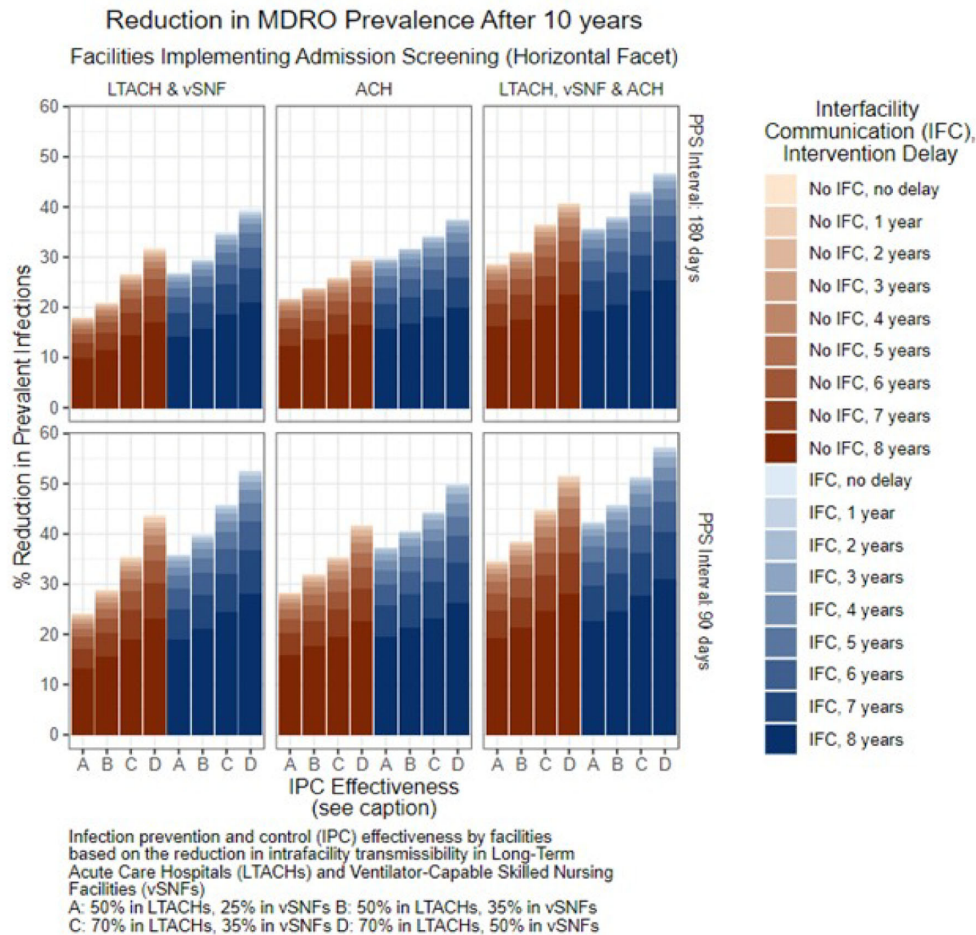 Reduction in MDRO Prevalence After 10 years
Facilities Implementing Admission Screening (Horizontal Facet)
LTACH & vSNF
ACH
LTACH, vSNF & ACH
% Reduction in Prevalent Infections
60
50
40
30
20
10
0
PPS Interval: 180 days
60
50
40
30
20
10
0
PPS Interval: 90 days
A B C D A B C D
A B C D A B C D
A B C D A B C D
IPC Effectiveness
(see caption)
Interfacility
Communication (IFC),
Intervention Delay
No IFC, no delay
No IFC, 1 year
No IFC, 2 years
No IFC, 3 years
No IFC, 4 years
No IFC, 5 years
No IFC, 6 years
No IFC, 7 years
No IFC, 8 years
IFC, no delay
IFC, 1 year
IFC, 2 years
IFC, 3 years
IFC, 4 years
IFC, 5 years
IFC, 6 years
IFC, 7 years
IFC, 8 years
Infection prevention and control (IPC) effectiveness by facilities
based on the reduction in intrafacility transmissibility in Long-Term
Acute Care Hospitals (LTACHs) and Ventilator-Capable Skilled Nursing
Facilities (vSNFs)
A: 50% in LTACHs, 25% in vSNFs B: 50% in LTACHs, 35% in vSNFs
C: 70% in LTACHs, 35% in vSNFs D: 70% in LTACHs, 50% in vSNFs